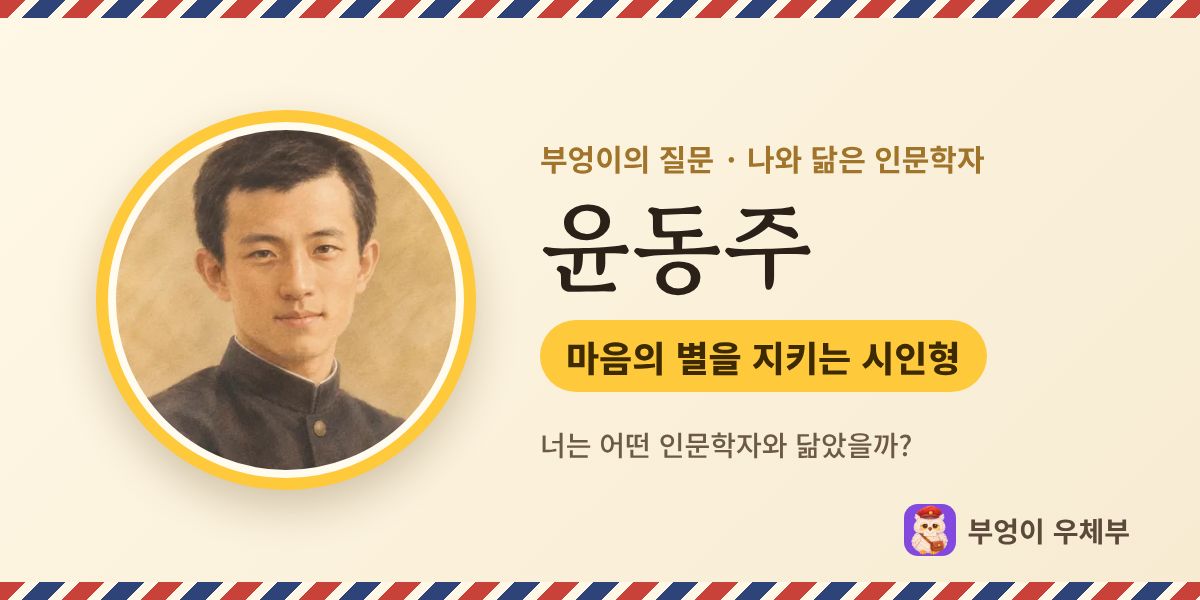 부엉이의 질문 · 나와 닮은 인문학자
윤동주
마음의 별을 지키는 시인형
너는 어떤 인문학자와 닮았을까?
부엉이 우체부